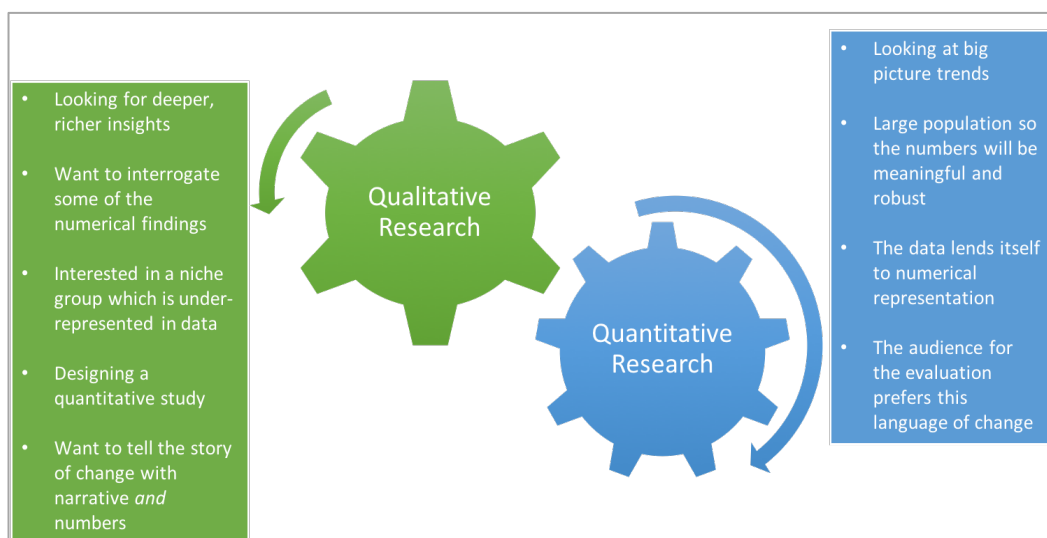 • Looking for deeper,
richer insights
• Want to interrogate
some of the
numerical findings
• Interested in a niche
group which is under-
represented in data
• Designing a
quantitative study
• Want to tell the story
of change with
narrative and
numbers
Qualitative
Research
Quantitative
Research
• Looking at big
picture trends
• Large population so
the numbers will be
meaningful and
robust
• The data lends itself
to numerical
representation
• The audience for
the evaluation
prefers this
language of change